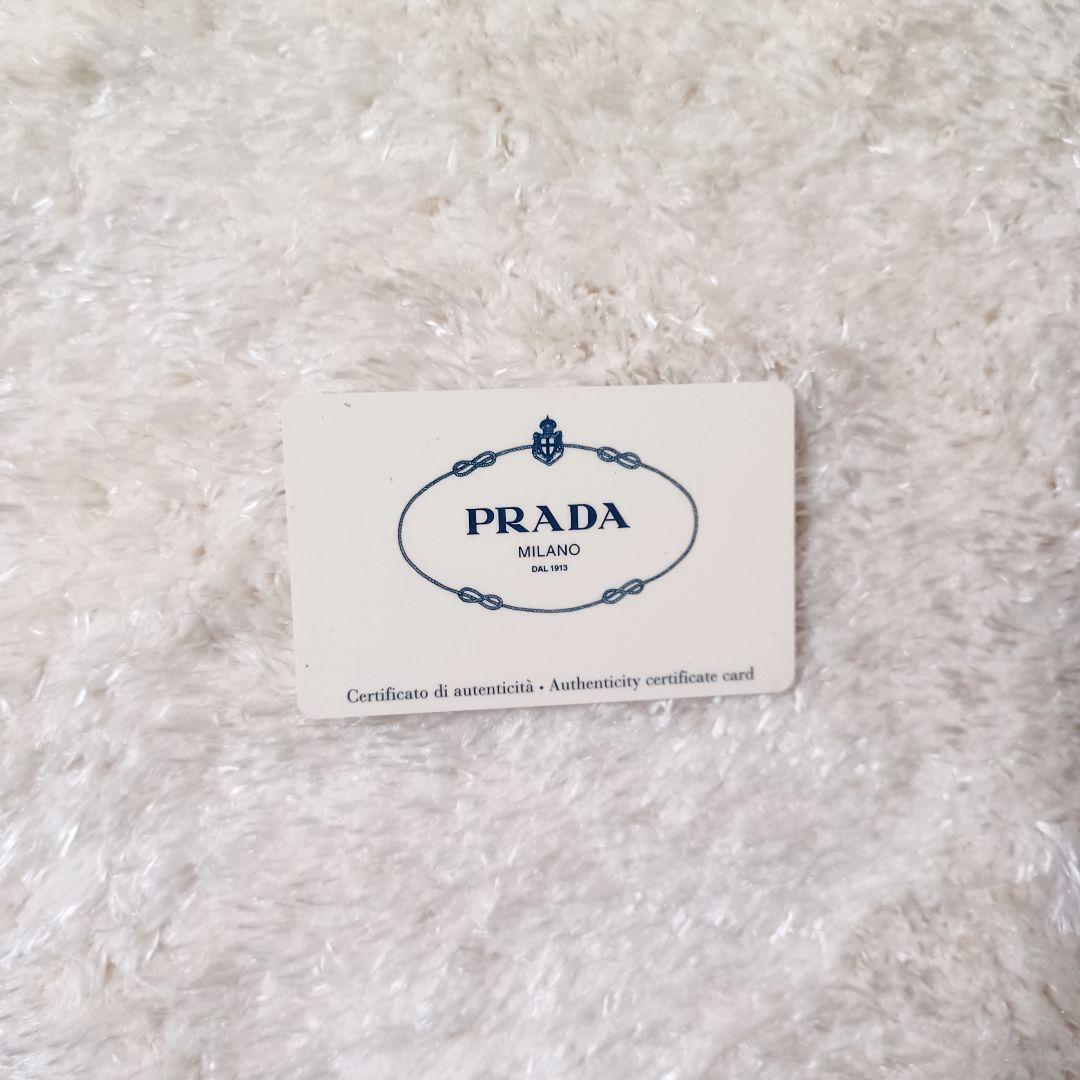 PRADA
MILANO
DAL 1913
Certificato di autenticità • Authenticity certificate card